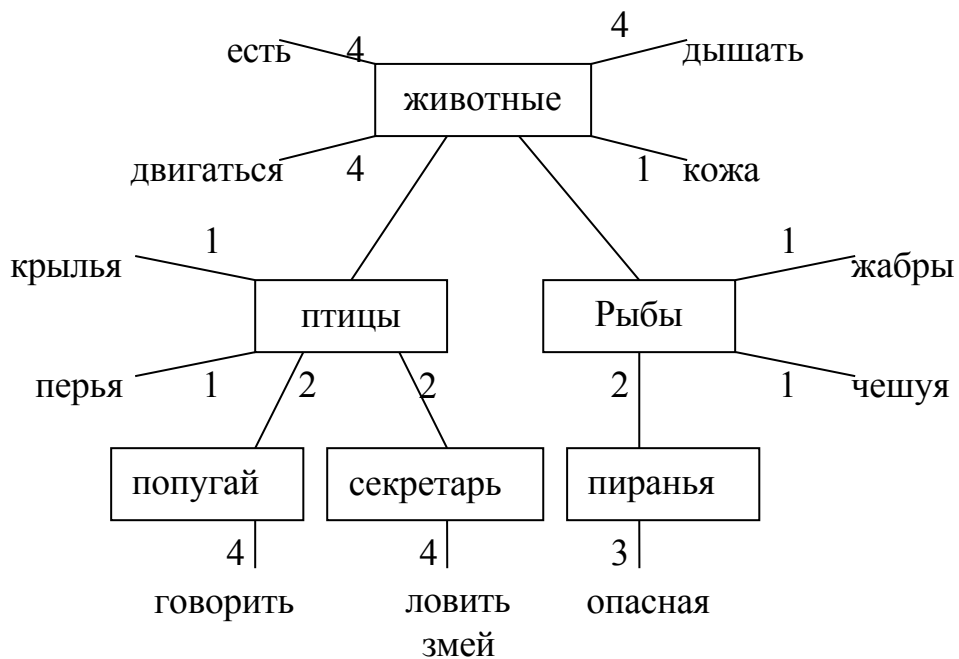 есть 4 4 дышать
животные
двигаться 4 1 кожа
крылья 1 1 жабры
птицы Рыбы
перья 1 2 2 2 1 чешуя
попугай секретарь пиранья
4 4 3
говорить ловить опасная
змей